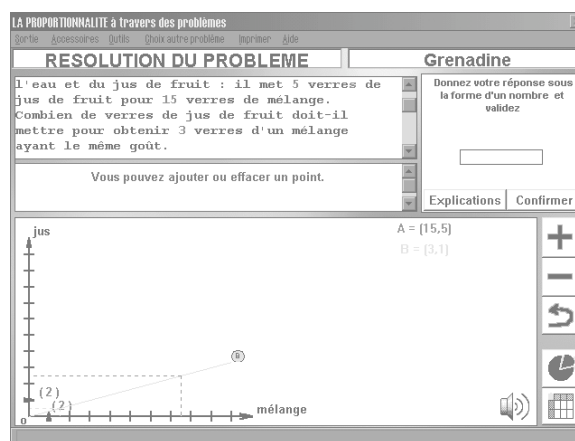 LA PROPORTIONNALITE à travers des problèmes
Sortie Accessoires Outils Choix autre problème Imprimer Aide
RESOLUTION DU PROBLEME
Grenadine
l'eau et du jus de fruit : il met 5 verres de
jus de fruit pour 15 verres de mélange.
Combien de verres de jus de fruit doit-il
mettre pour obtenir 3 verres d'un mélange
ayant le même goût.
Donnez votre réponse sous
la forme d'un nombre et
validez
Vous pouvez ajouter ou effacer un point.
Explications
Confirmer
jus
A = (15,5)
B = (3,1)
(2)
(2)
0
mélange